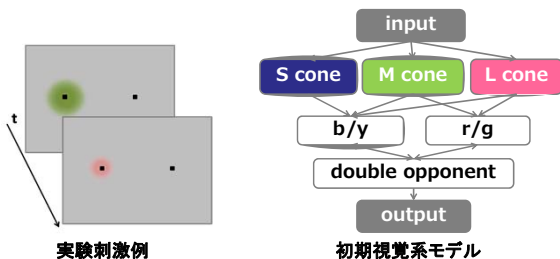 t
実験刺激例
input
S cone M cone L cone
b/y r/g
double opponent
output
初期視覚系モデル